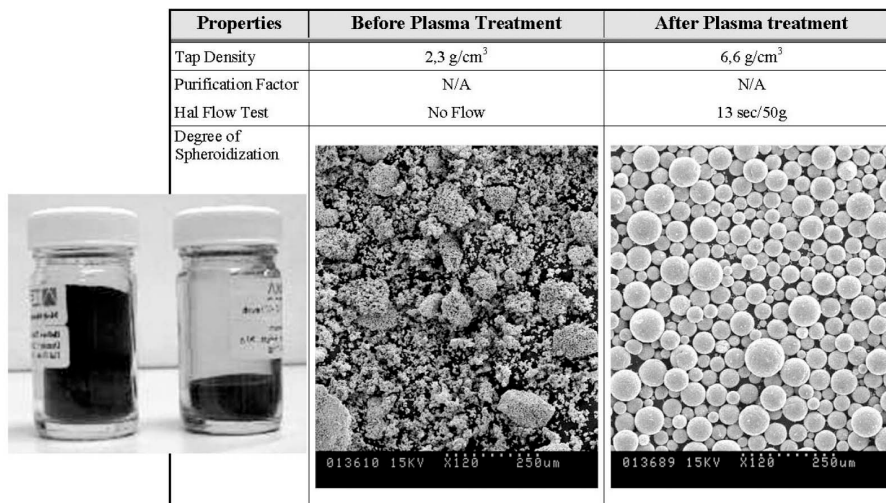 Properties Before Plasma Treatment After Plasma treatment
Tap Density 2,3 g/cm³ 6,6 g/cm³
Purification Factor N/A N/A
Hal Flow Test No Flow 13 sec/50g
Degree of
Spheroidization
013610 15KV X120 250um
013689 15KV X120 250um